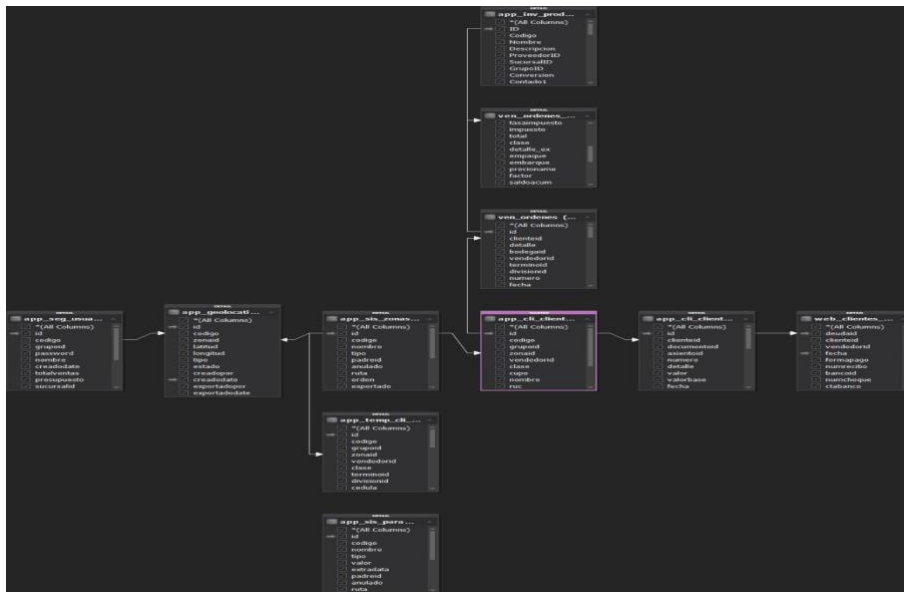 app_inv_prod...
*(All Columns)
ID
Codigo
Nombre
Descripcion
ProveedorID
SucursalID
GrupoID
Conversion
Contado1
ven_ordenes_...
tasaimpuesto
impuesto
total
clase
detalle_ex
empaque
embarque
precioname
factor
saldoacum
ven_ordenes (...
*(All Columns)
id
clienteid
detalle
bodegaid
vendedorid
terminoid
divisionid
numero
fecha
app_seg_usua...
*(All Columns)
id
codigo
grupoid
password
nombre
creadodate
totalventas
presupuesto
sucursalid
app_geolocati...
*(All Columns)
id
codigo
zonaid
latitud
longitud
tipo
estado
creadopor
creadodate
exportadopor
exportadodate
app_sis_zonas...
*(All Columns)
id
codigo
nombre
tipo
padreid
anulado
ruta
orden
exportado
app_cli_client...
*(All Columns)
id
codigo
grupoid
zonaid
vendedorid
clase
cupo
nombre
ruc
app_cli_client...
*(All Columns)
id
clienteid
documentoid
asientoid
numero
detalle
valor
valorbase
fecha
web_clientes_...
*(All Columns)
deudaid
clienteid
vendedorid
fecha
formapago
numrecibo
bancoid
numcheque
ctabanco
app_temp_cli_...
*(All Columns)
id
codigo
grupoid
zonaid
vendedorid
clase
terminoid
divisionid
cedula
app_sis_para...
*(All Columns)
id
codigo
nombre
tipo
valor
extradata
padreid
anulado
ruta